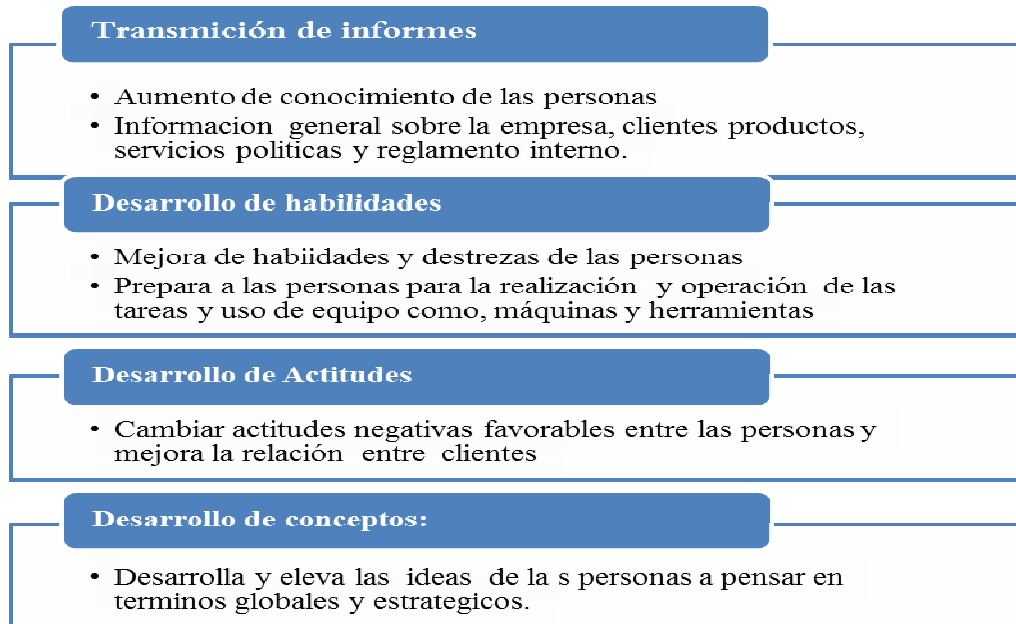 Transmición de informes
• Aumento de conocimiento de las personas
• Informacion general sobre la empresa, clientes productos,
servicios politicas y reglamento interno.
Desarrollo de habilidades
• Mejora de habiidades y destrezas de las personas
• Prepara a las personas para la realización y operación de las
tareas y uso de equipo como, máquinas y herramientas
Desarrollo de Actitudes
• Cambiar actitudes negativas favorables entre las personas y
mejora la relación entre clientes
Desarrollo de conceptos:
• Desarrolla y eleva las ideas de la s personas a pensar en
terminos globales y estrategicos.